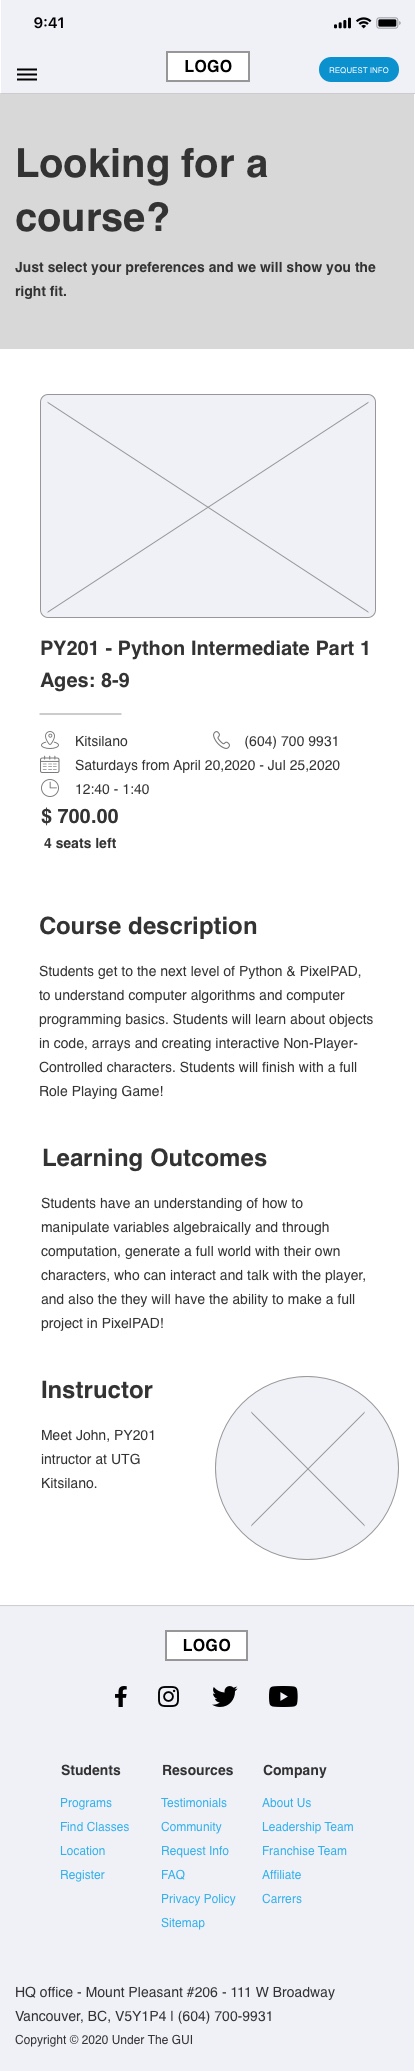 9:41
LOGO
REQUEST INFO
Looking for a
course?
Just select your preferences and we will show you the
right fit.
PY201 - Python Intermediate Part 1
Ages: 8-9
Kitsilano
(604) 700 9931
Saturdays from April 20,2020 - Jul 25,2020
12:40 - 1:40
$ 700.00
4 seats left
Course description
Students get to the next level of Python & PixelPAD,
to understand computer algorithms and computer
programming basics. Students will learn about objects
in code, arrays and creating interactive Non-Player-
Controlled characters. Students will finish with a full
Role Playing Game!
Learning Outcomes
Students have an understanding of how to
manipulate variables algebraically and through
computation, generate a full world with their own
characters, who can interact and talk with the player,
and also the they will have the ability to make a full
project in PixelPAD!
Instructor
Meet John, PY201
intructor at UTG
Kitsilano.
LOGO
Students
Programs
Find Classes
Location
Register
Resources
Testimonials
Community
Request Info
FAQ
Privacy Policy
Sitemap
Company
About Us
Leadership Team
Franchise Team
Affiliate
Carrers
HQ office - Mount Pleasant #206 - 111 W Broadway
Vancouver, BC, V5Y1P4 | (604) 700-9931
Copyright © 2020 Under The GUI